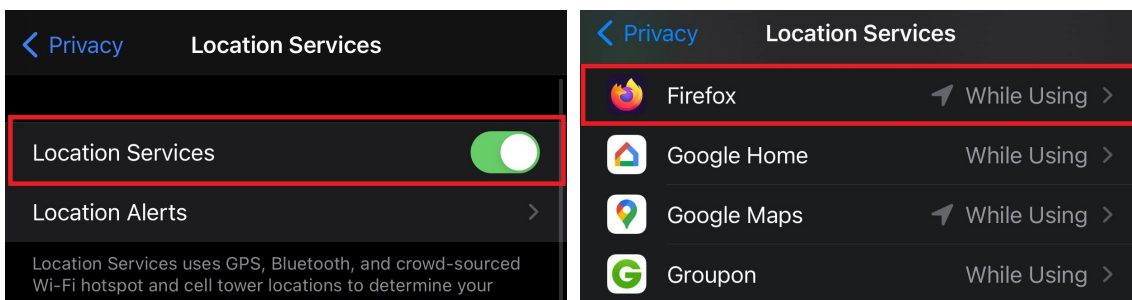 Privacy
Location Services
Location Services
Location Alerts
Location Services uses GPS, Bluetooth, and crowd-sourced
Wi-Fi hotspot and cell tower locations to determine your
Privacy
Location Services
Firefox While Using
Google Home While Using
Google Maps While Using
Groupon While Using